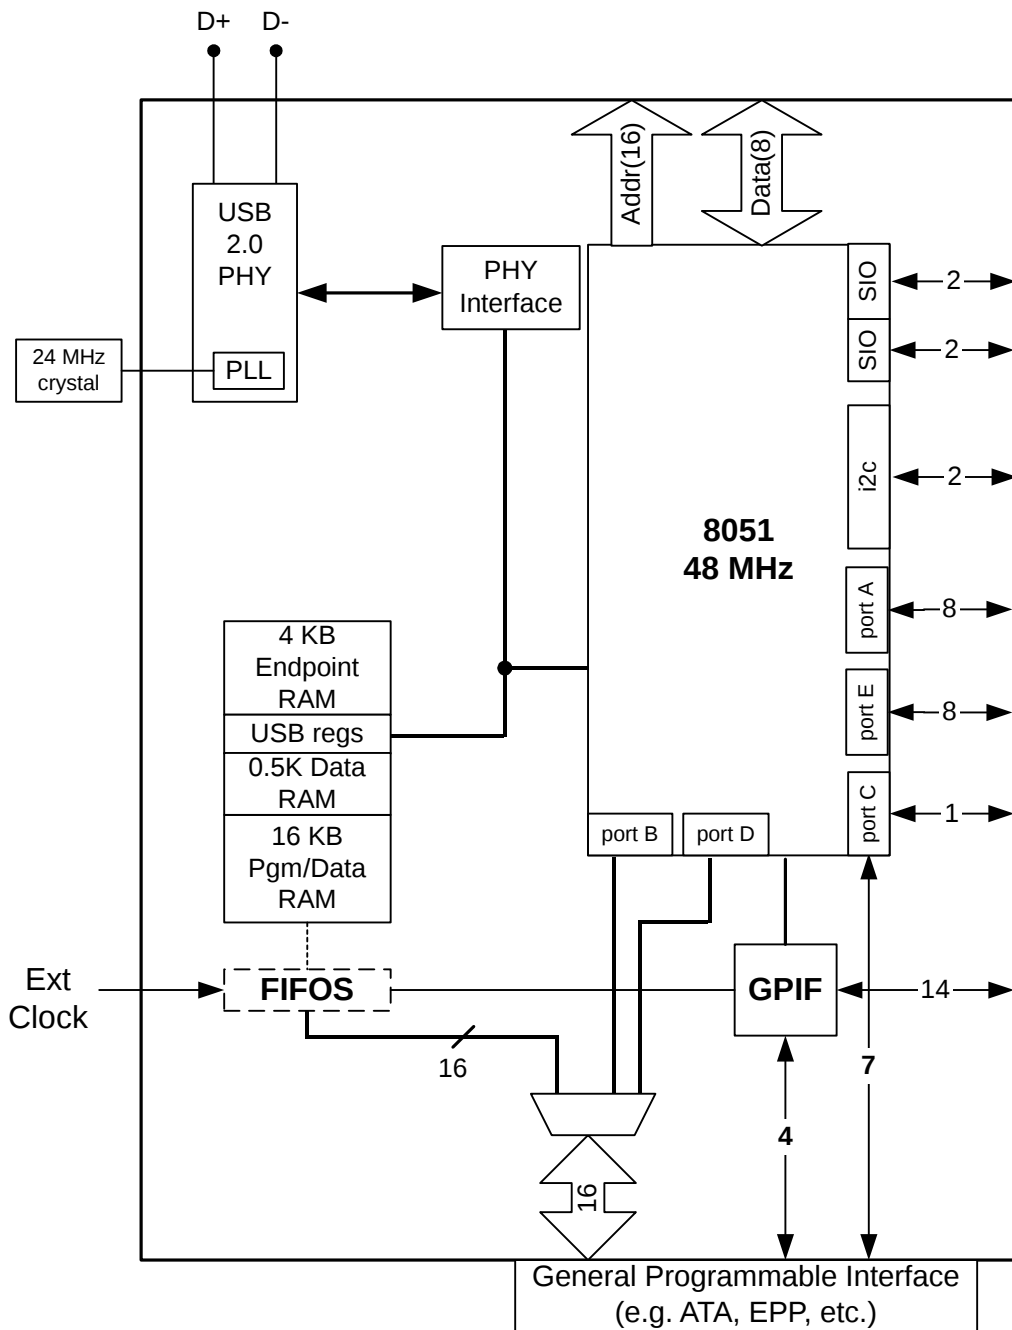 D+ D-
Addr(16)
Data(8)
USB
2.0
PHY
PHY
Interface
SIO
2
SIO
2
24 MHz
crystal
PLL
i2c
2
8051
48 MHz
port A
8
4 KB
Endpoint
RAM
USB regs
0.5K Data
RAM
16 KB
Pgm/Data
RAM
port E
8
port C
1
port B
port D
Ext
Clock
FIFOS
GPIF
14
16
7
4
16
General Programmable Interface
(e.g. ATA, EPP, etc.)